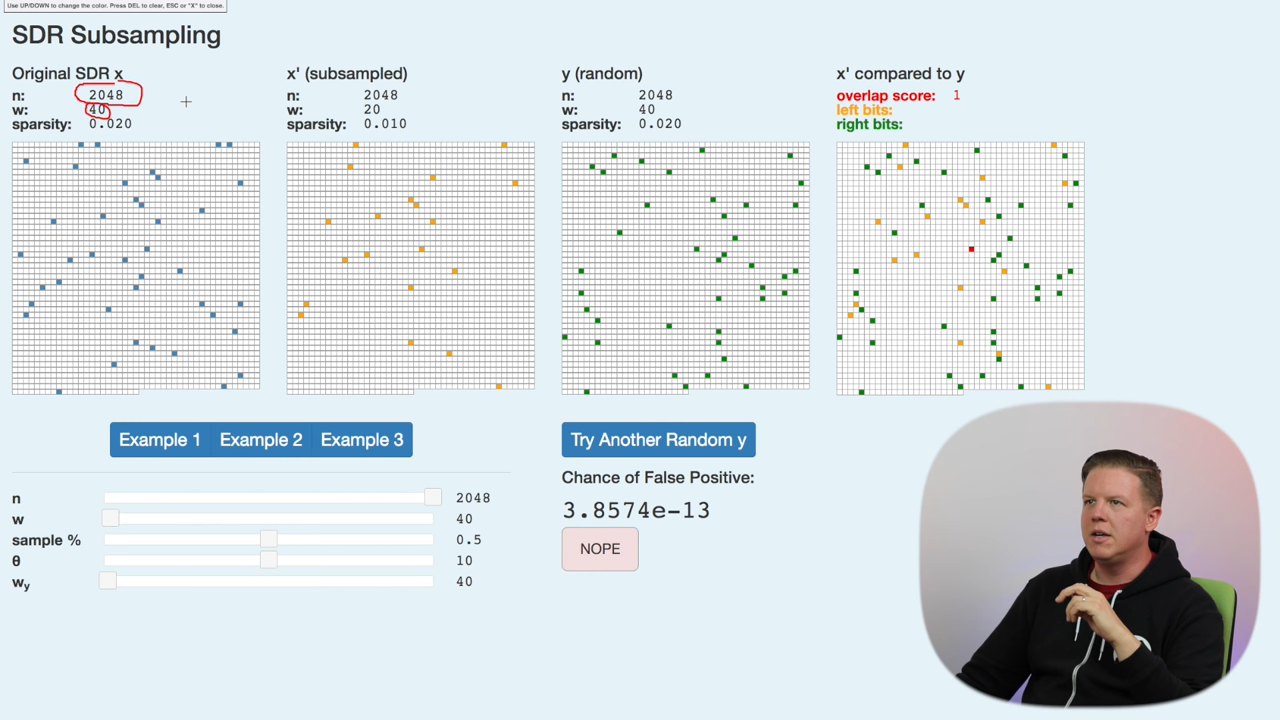 Use UP/DOWN to change the color. Press DEL to clear, ESC or "X" to close.
SDR Subsampling
Original SDR x
n: 2048
w: 40
sparsity: 0.020
x' (subsampled)
n: 2048
w: 20
sparsity: 0.010
y (random)
n: 2048
w: 40
sparsity: 0.020
x' compared to y
overlap score: 1
left bits:
right bits:
Example 1 Example 2 Example 3
n 2048
w 40
sample % 0.5
θ 10
wy 40
Try Another Random y
Chance of False Positive:
3.8574e-13
NOPE